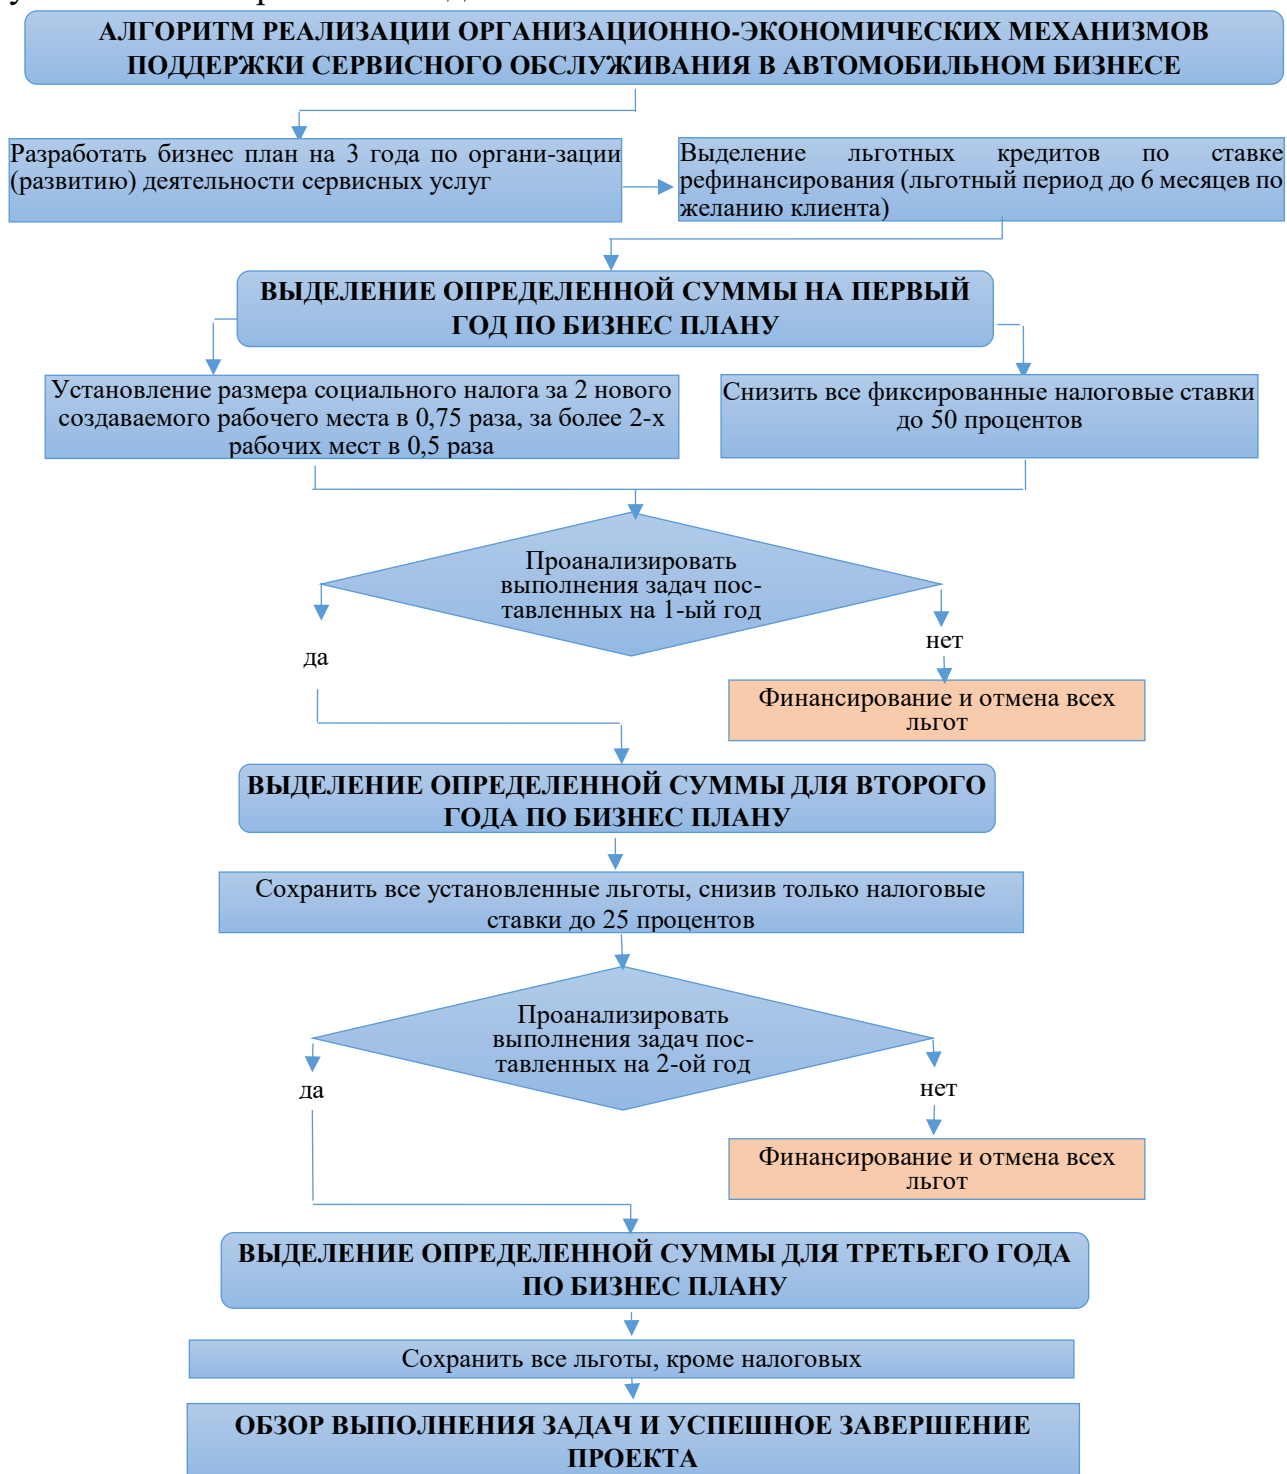 АЛГОРИТМ РЕАЛИЗАЦИИ ОРГАНИЗАЦИОННО-ЭКОНОМИЧЕСКИХ МЕХАНИЗМОВ
ПОДДЕРЖКИ СЕРВИСНОГО ОБСЛУЖИВАНИЯ В АВТОМОБИЛЬНОМ БИЗНЕСЕ
Разработать бизнес план на 3 года по органи-зации
(развитию) деятельности сервисных услуг
Выделение льготных кредитов по ставке
рефинансирования (льготный период до 6 месяцев по
желанию клиента)
ВЫДЕЛЕНИЕ ОПРЕДЕЛЕННОЙ СУММЫ НА ПЕРВЫЙ
ГОД ПО БИЗНЕС ПЛАНУ
Установление размера социального налога за 2 нового
создаваемого рабочего места в 0,75 раза, за более 2-х
рабочих мест в 0,5 раза
Снизить все фиксированные налоговые ставки
до 50 процентов
Проанализировать
выполнения задач пос-
тавленных на 1-ый год
да
нет
Финансирование и отмена всех
льгот
ВЫДЕЛЕНИЕ ОПРЕДЕЛЕННОЙ СУММЫ ДЛЯ ВТОРОГО
ГОДА ПО БИЗНЕС ПЛАНУ
Сохранить все установленные льготы, снизив только налоговые
ставки до 25 процентов
Проанализировать
выполнения задач пос-
тавленных на 2-ой год
да
нет
Финансирование и отмена всех
льгот
ВЫДЕЛЕНИЕ ОПРЕДЕЛЕННОЙ СУММЫ ДЛЯ ТРЕТЬЕГО ГОДА
ПО БИЗНЕС ПЛАНУ
Сохранить все льготы, кроме налоговых
ОБЗОР ВЫПОЛНЕНИЯ ЗАДАЧ И УСПЕШНОЕ ЗАВЕРШЕНИЕ
ПРОЕКТА